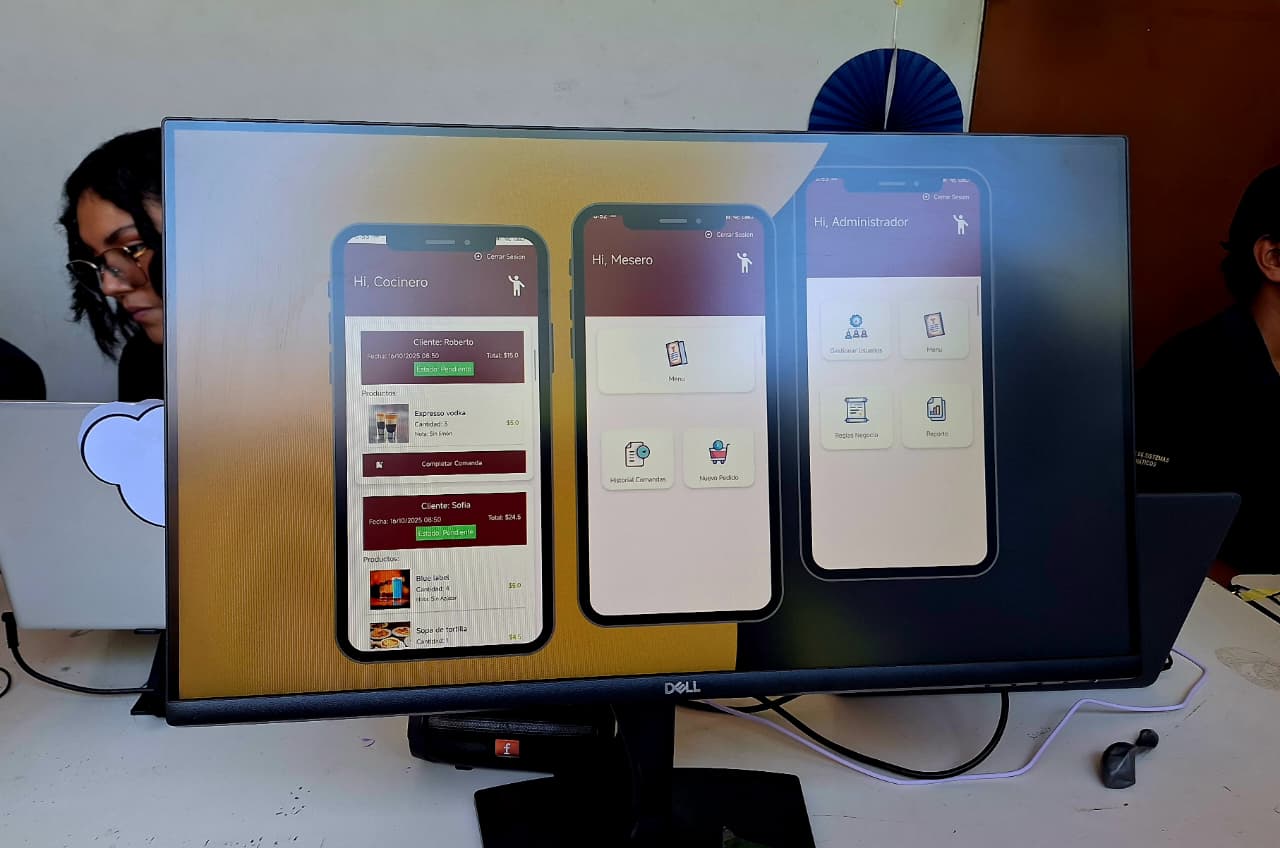 Cerrar Sesion
Hi, Cocinero
Cliente: Roberto
Fecha: 16/10/2025 08:50
Total: $15.0
Estado: Pendiente
Productos:
Expresso vodka
Cantidad: 3
Nota: Sin limón
$5.0
Completar Comanda
Cliente: Sofia
Fecha: 16/10/2025 08:50
Total: $24.5
Estado: Pendiente
Productos:
Blue label
Cantidad: 4
Nota: Sin Azucar
$5.0
Sopa de tortilla
Cantidad: 1
$4.5
Cerrar Sesion
Hi, Mesero
Menu
Historial Comandas
Nuevo Pedido
Cerrar Sesion
Hi, Administrador
Gestionar Usuarios
Menu
Reglas Negocio
Reporte
DELL
f
DE SISTEMAS